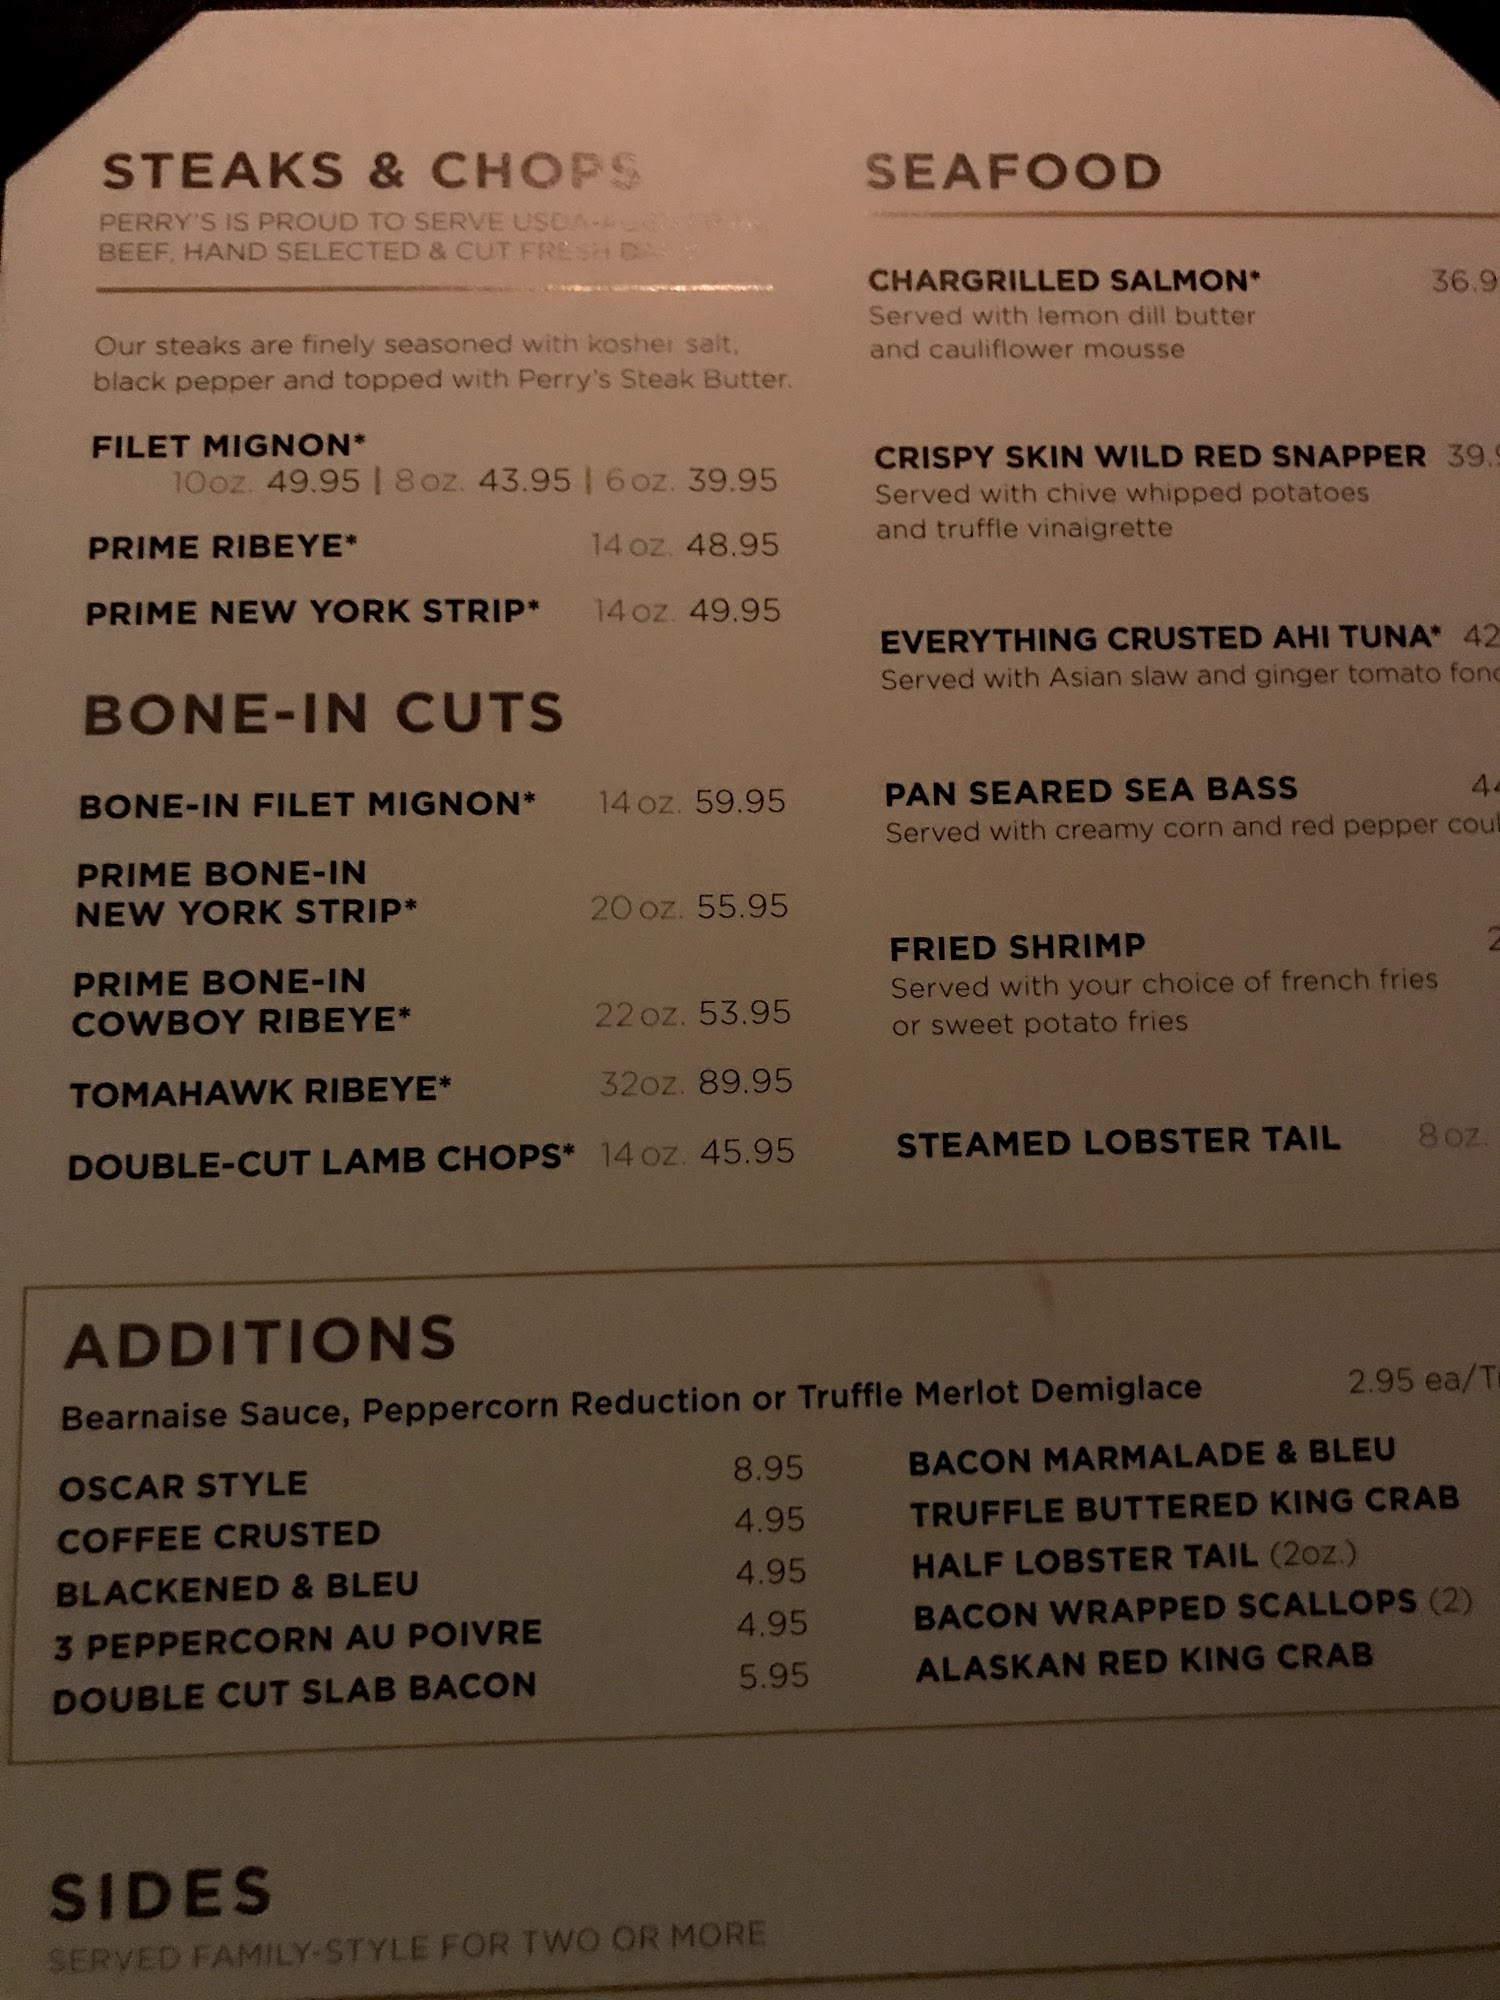 STEAKS & CHOPS
PERRY'S IS PROUD TO SERVE
BEEF, HAND SELECTED & CUT FRESH
Our steaks are finely seasoned with kosher salt,
black pepper and topped with Perry's Steak Butter.
FILET MIGNON*
10oz. 49.95 | 8oz. 43.95 | 6oz. 39.95
PRIME RIBEYE* 14oz. 48.95
PRIME NEW YORK STRIP* 14oz. 49.95
BONE-IN CUTS
BONE-IN FILET MIGNON* 14oz. 59.95
PRIME BONE-IN
NEW YORK STRIP* 20oz. 55.95
PRIME BONE-IN
COWBOY RIBEYE* 22oz. 53.95
TOMAHAWK RIBEYE* 32oz. 89.95
DOUBLE-CUT LAMB CHOPS* 14oz. 45.95
SEAFOOD
CHARGRILLED SALMON* 36.9
Served with lemon dill butter
and cauliflower mousse
CRISPY SKIN WILD RED SNAPPER 39.
Served with chive whipped potatoes
and truffle vinaigrette
EVERYTHING CRUSTED AHI TUNA* 42
Served with Asian slaw and ginger tomato
PAN SEARED SEA BASS
Served with creamy corn and red pepper
FRIED SHRIMP
Served with your choice of french fries
or sweet potato fries
STEAMED LOBSTER TAIL 8oz.
ADDITIONS
Bearnaise Sauce, Peppercorn Reduction or Truffle Merlot Demiglace 2.95 ea/
OSCAR STYLE 8.95
COFFEE CRUSTED 4.95
BLACKENED & BLEU 4.95
3 PEPPERCORN AU POIVRE 4.95
DOUBLE CUT SLAB BACON 5.95
BACON MARMALADE & BLEU
TRUFFLE BUTTERED KING CRAB
HALF LOBSTER TAIL (2oz.)
BACON WRAPPED SCALLOPS (2)
ALASKAN RED KING CRAB
SIDES
SERVED FAMILY-STYLE FOR TWO OR MORE